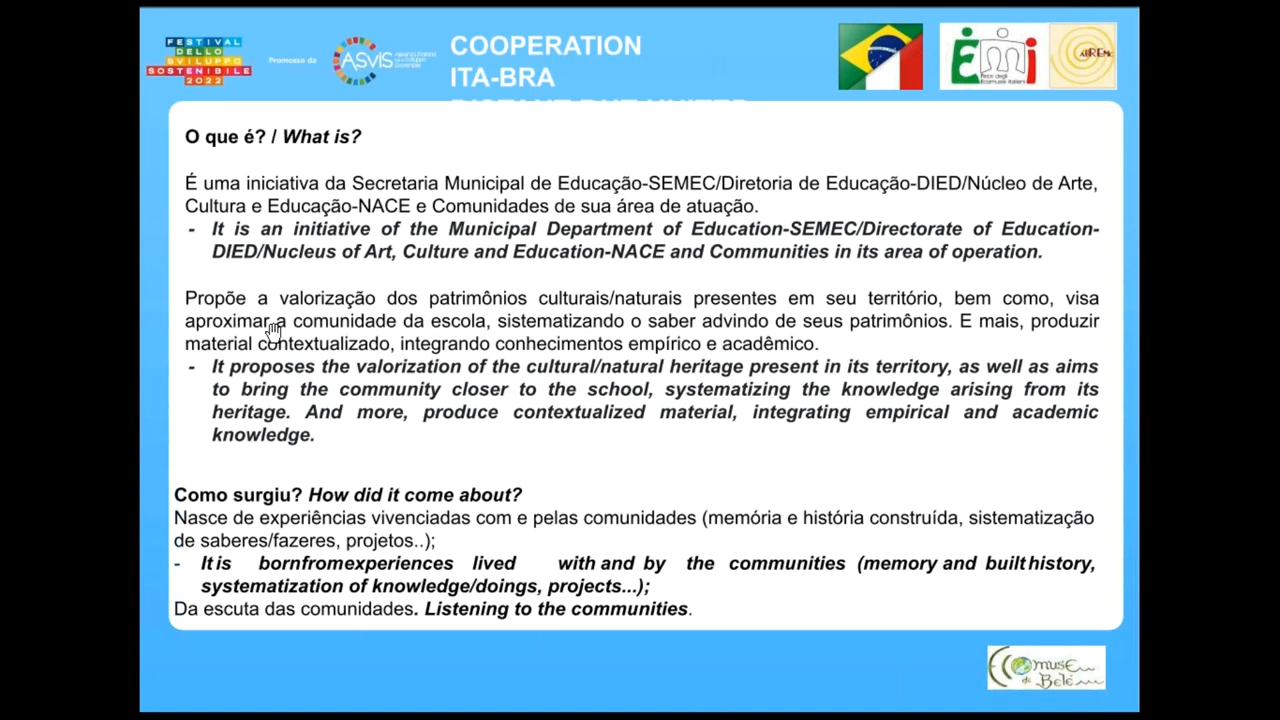 FESTIVAL
DELLO
SVILUPPO
SOSTENIBILE
2022
Promosso da
ASVIS
COOPERATION
ITA-BRA
DISTANT BUT UNITED
Rete degli
Ecomusei italiani
O que é? / What is?
É uma iniciativa da Secretaria Municipal de Educação-SEMEC/Diretoria de Educação-DIED/Núcleo de Arte,
Cultura e Educação-NACE e Comunidades de sua área de atuação.
- It is an initiative of the Municipal Department of Education-SEMEC/Directorate of Education-
DIED/Nucleus of Art, Culture and Education-NACE and Communities in its area of operation.
Propõe a valorização dos patrimônios culturais/naturais presentes em seu território, bem como, visa
aproximar a comunidade da escola, sistematizando o saber advindo de seus patrimônios. E mais, produzir
material contextualizado, integrando conhecimentos empírico e acadêmico.
- It proposes the valorization of the cultural/natural heritage present in its territory, as well as aims
to bring the community closer to the school, systematizing the knowledge arising from its
heritage. And more, produce contextualized material, integrating empirical and academic
knowledge.
Como surgiu? How did it come about?
Nasce de experiências vivenciadas com e pelas comunidades (memória e história construída, sistematização
de saberes/fazeres, projetos..);
- It is bornfromexperiences lived with and by the communities (memory and built history,
systematization of knowledge/doings, projects...);
Da escuta das comunidades. Listening to the communities.